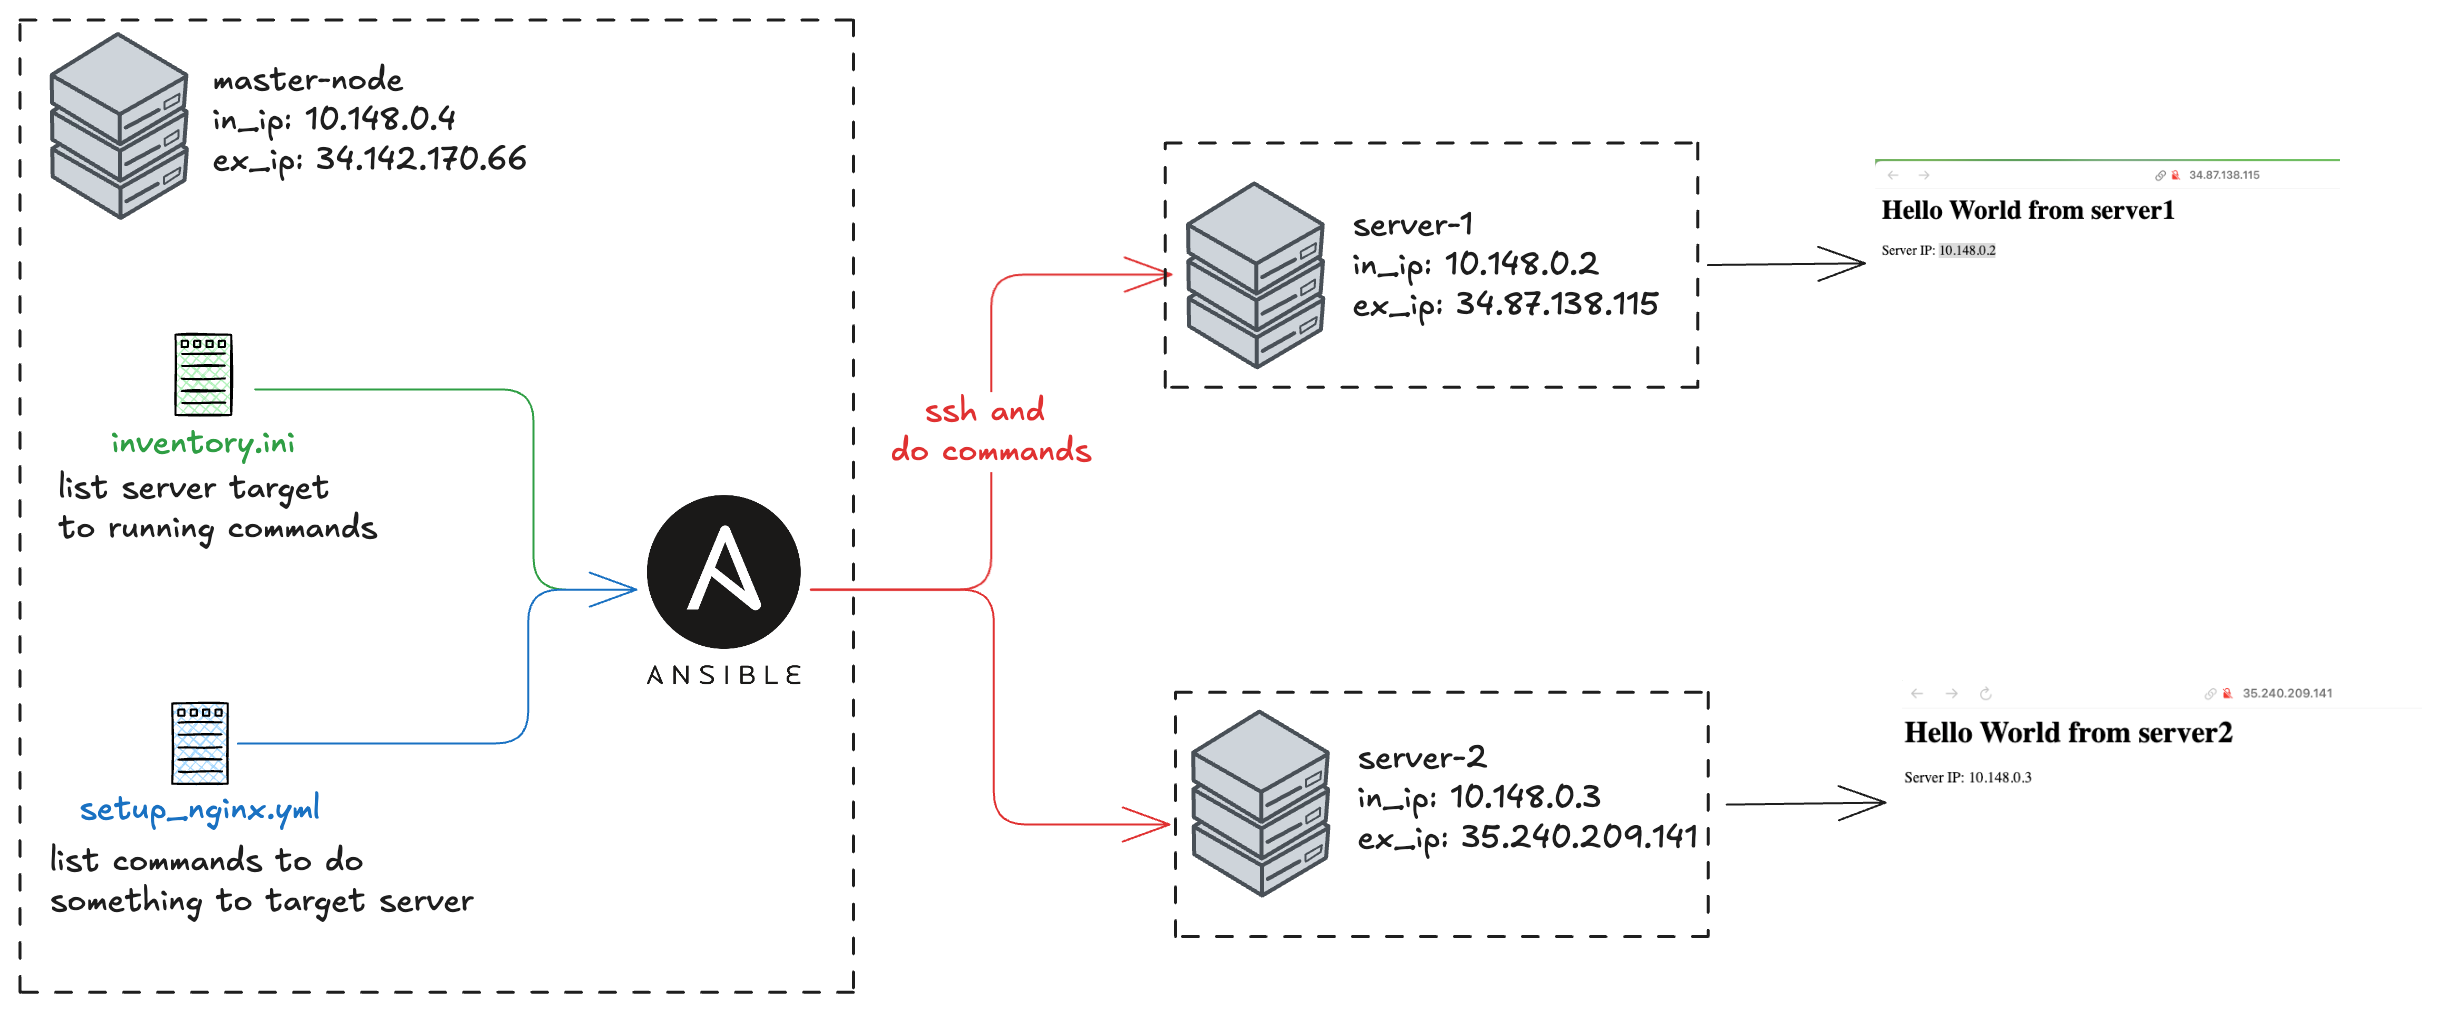 master-node
in_ip: 10.148.0.4
ex_ip: 34.142.170.66
inventory.ini
list server target
to running commands
setup_nginx.yml
list commands to do
something to target server
ANSIBLE
ssh and
do commands
server-1
in_ip: 10.148.0.2
ex_ip: 34.87.138.115
34.87.138.115
Hello World from server1
Server IP: 10.148.0.2
server-2
in_ip: 10.148.0.3
ex_ip: 35.240.209.141
35.240.209.141
Hello World from server2
Server IP: 10.148.0.3